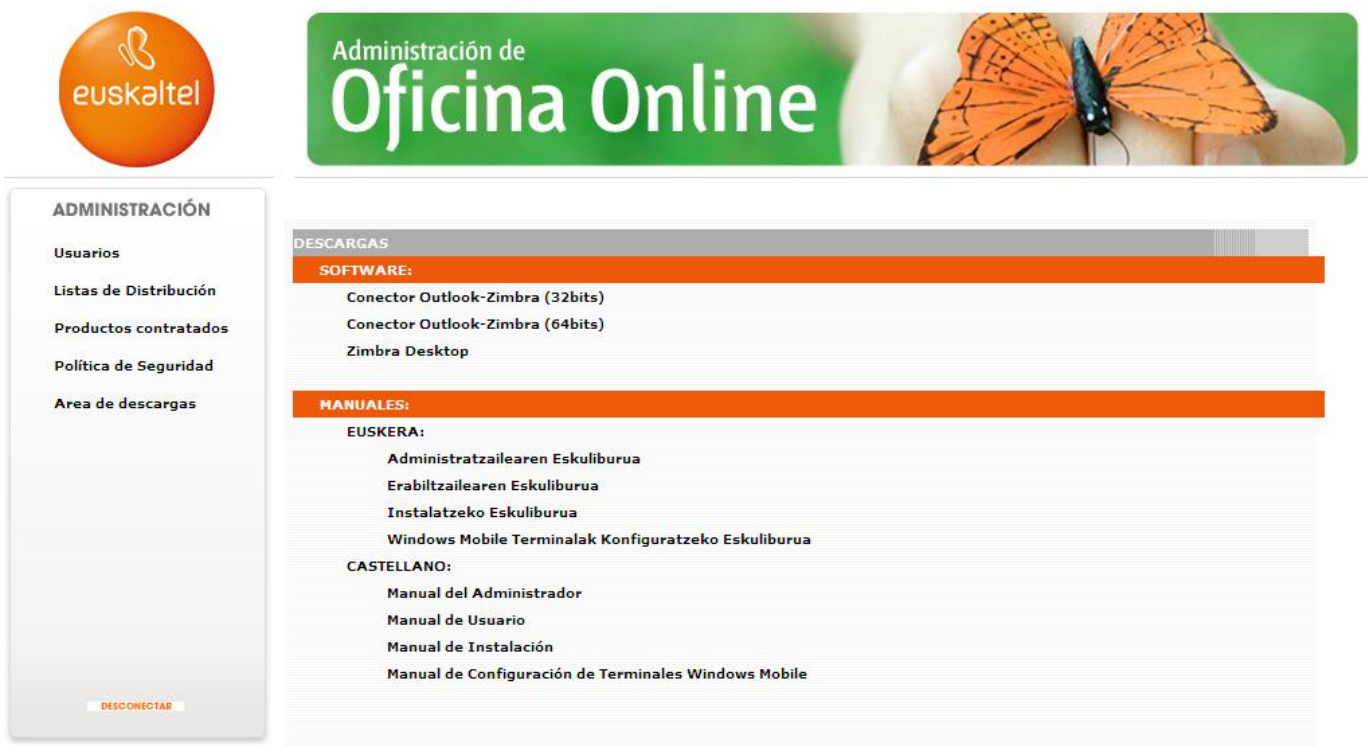 euskaltel
Administración de
Oficina Online
ADMINISTRACIÓN
Usuarios
Listas de Distribución
Productos contratados
Política de Seguridad
Area de descargas
DESCONECTAR
DESCARGAS
SOFTWARE:
Conector Outlook-Zimbra (32bits)
Conector Outlook-Zimbra (64bits)
Zimbra Desktop
MANUALES:
EUSKERA:
Administratzailearen Eskuliburua
Erabiltzailearen Eskuliburua
Instalatzeko Eskuliburua
Windows Mobile Terminalak Konfiguratzeko Eskuliburua
CASTELLANO:
Manual del Administrador
Manual de Usuario
Manual de Instalación
Manual de Configuración de Terminales Windows Mobile